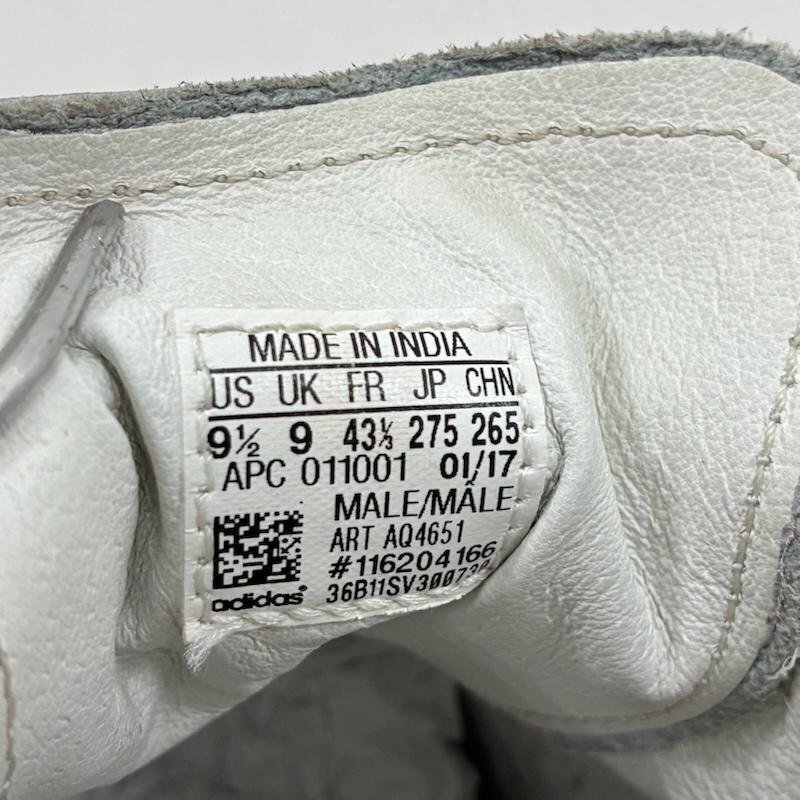 MADE IN INDIA
US UK FR JP CHN
9½ 9 43⅓ 275 265
APC 011001 01/17
MALE/MÂLE
ART AQ4651
#116204166
adidas®